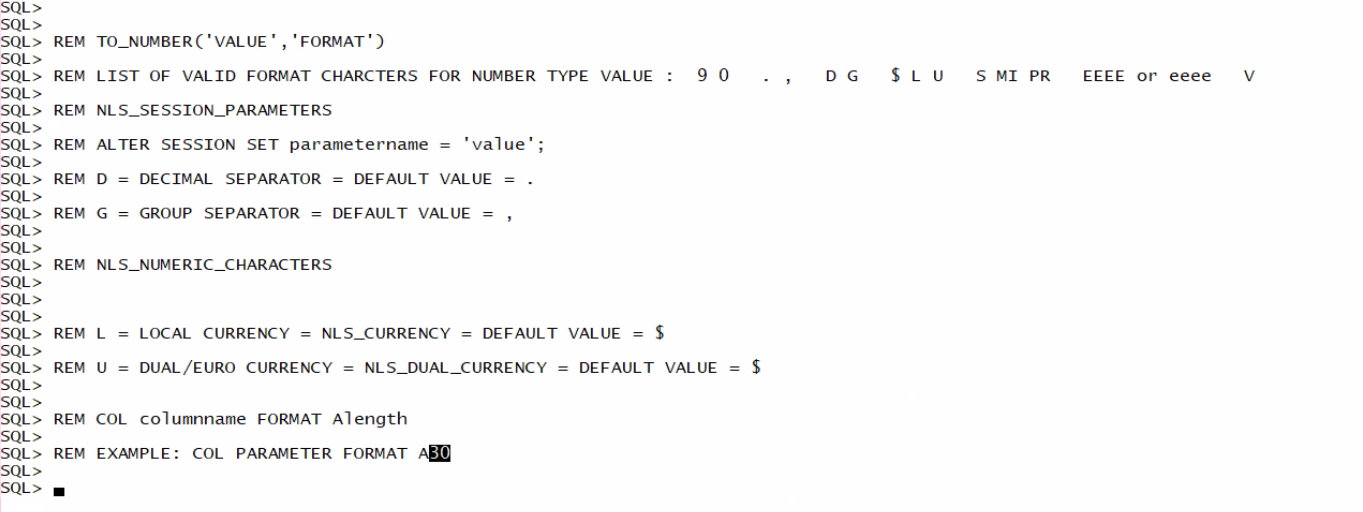 SQL>
SQL>
SQL> REM TO_NUMBER('VALUE','FORMAT')
SQL>
SQL> REM LIST OF VALID FORMAT CHARCTERS FOR NUMBER TYPE VALUE : 9 0 . , D G $ L U S MI PR EEEE or eeee V
SQL>
SQL> REM NLS_SESSION_PARAMETERS
SQL>
SQL> REM ALTER SESSION SET parametername = 'value';
SQL>
SQL> REM D = DECIMAL SEPARATOR = DEFAULT VALUE = .
SQL>
SQL> REM G = GROUP SEPARATOR = DEFAULT VALUE = ,
SQL>
SQL>
SQL> REM NLS_NUMERIC_CHARACTERS
SQL>
SQL>
SQL>
SQL> REM L = LOCAL CURRENCY = NLS_CURRENCY = DEFAULT VALUE = $
SQL>
SQL> REM U = DUAL/EURO CURRENCY = NLS_DUAL_CURRENCY = DEFAULT VALUE = $
SQL>
SQL>
SQL> REM COL columnname FORMAT Alength
SQL>
SQL> REM EXAMPLE: COL PARAMETER FORMAT A30
SQL>
SQL>